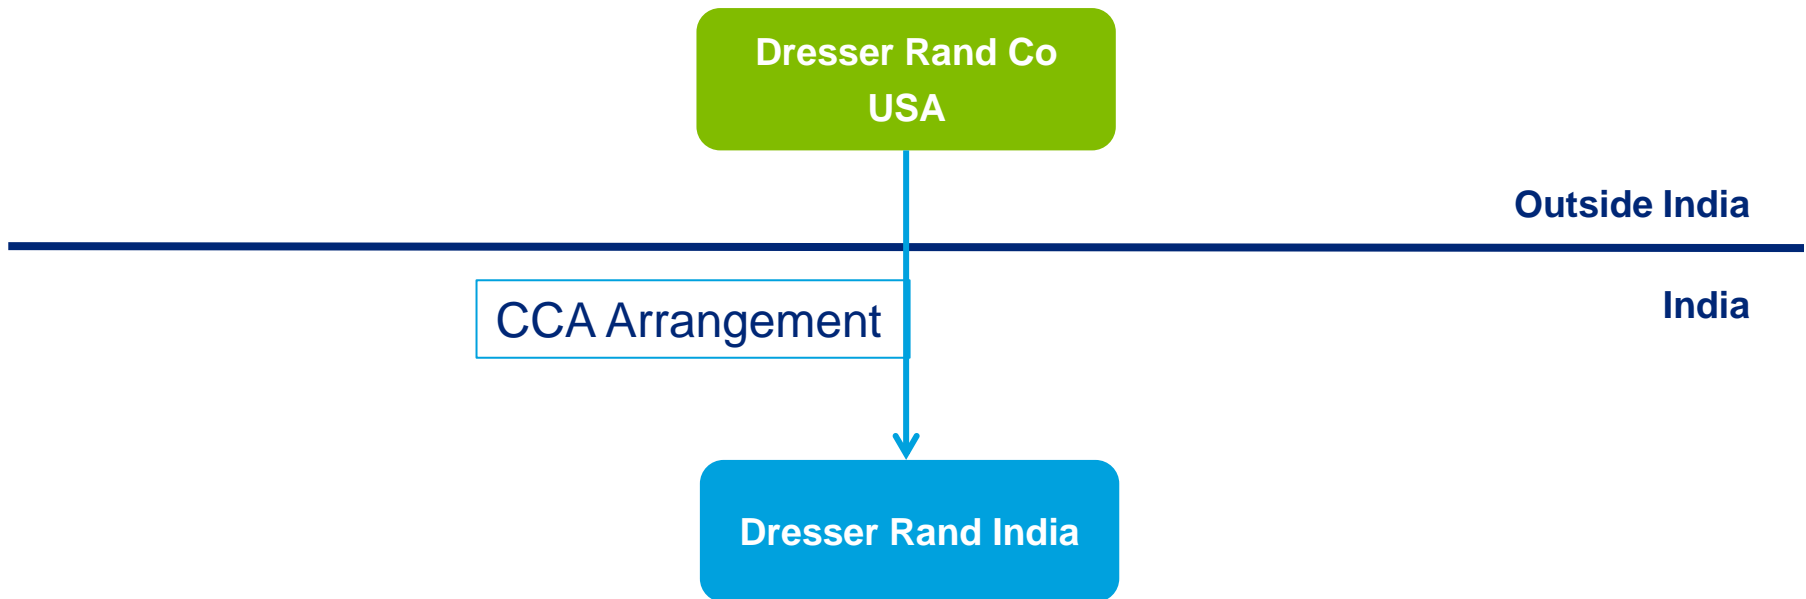 Dresser Rand Co
USA
Outside India
India
CCA Arrangement
Dresser Rand India